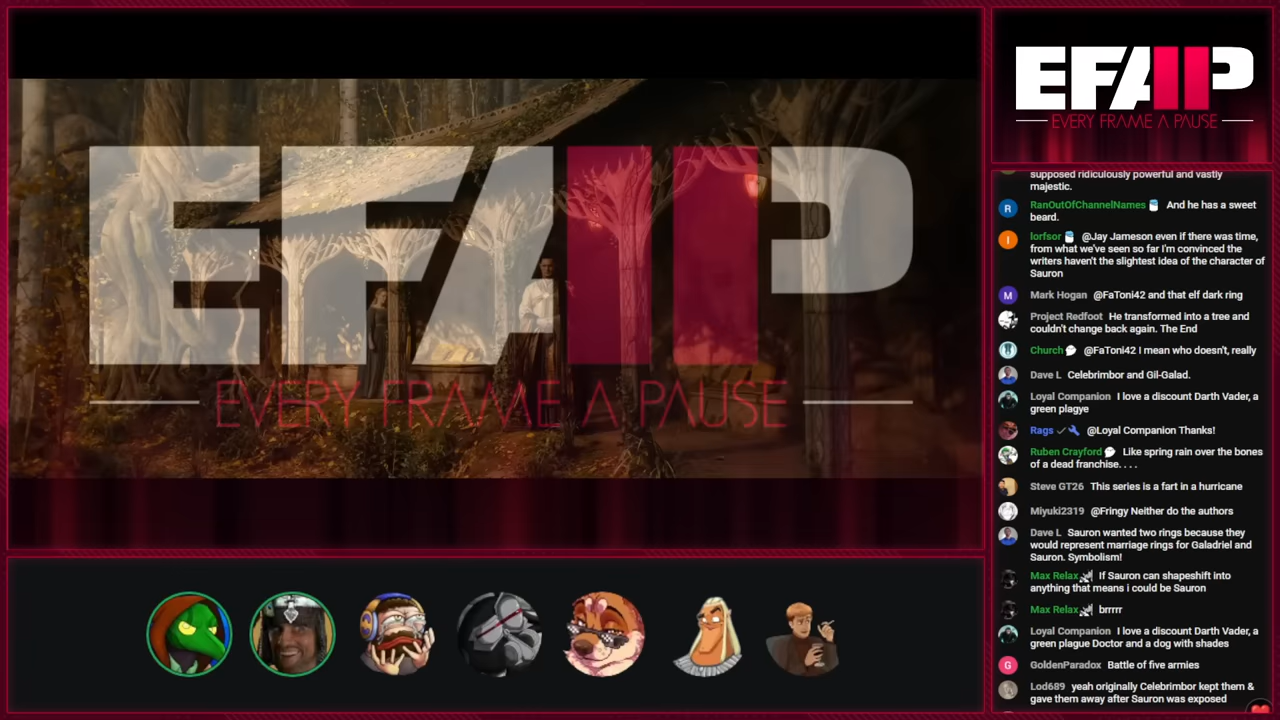 EFAP
EVERY FRAME A PAUSE
EFAP
EVERY FRAME A PAUSE
supposed ridiculously powerful and vastly
majestic.
R RanOutOfChannelNames And he has a sweet
beard.
lorfsor @Jay Jameson even if there was time,
from what we've seen so far I'm convinced the
writers haven't the slightest idea of the character of
Sauron
M Mark Hogan @FaToni42 and that elf dark ring
Project Redfoot He transformed into a tree and
couldn't change back again. The End
Church @FaToni42 I mean who doesn't, really
Dave L Celebrimbor and Gil-Galad.
Loyal Companion I love a discount Darth Vader, a
green plagye
Rags @Loyal Companion Thanks!
Ruben Crayford Like spring rain over the bones
of a dead franchise. . . .
Steve GT26 This series is a fart in a hurricane
Miyuki2319 @Fringy Neither do the authors
Dave L Sauron wanted two rings because they
would represent marriage rings for Galadriel and
Sauron. Symbolism!
Max Relax If Sauron can shapeshift into
anything that means i could be Sauron
Max Relax brrrrr
Loyal Companion I love a discount Darth Vader, a
green plague Doctor and a dog with shades
G GoldenParadox Battle of five armies
Lod689 yeah originally Celebrimbor kept them &
gave them away after Sauron was exposed